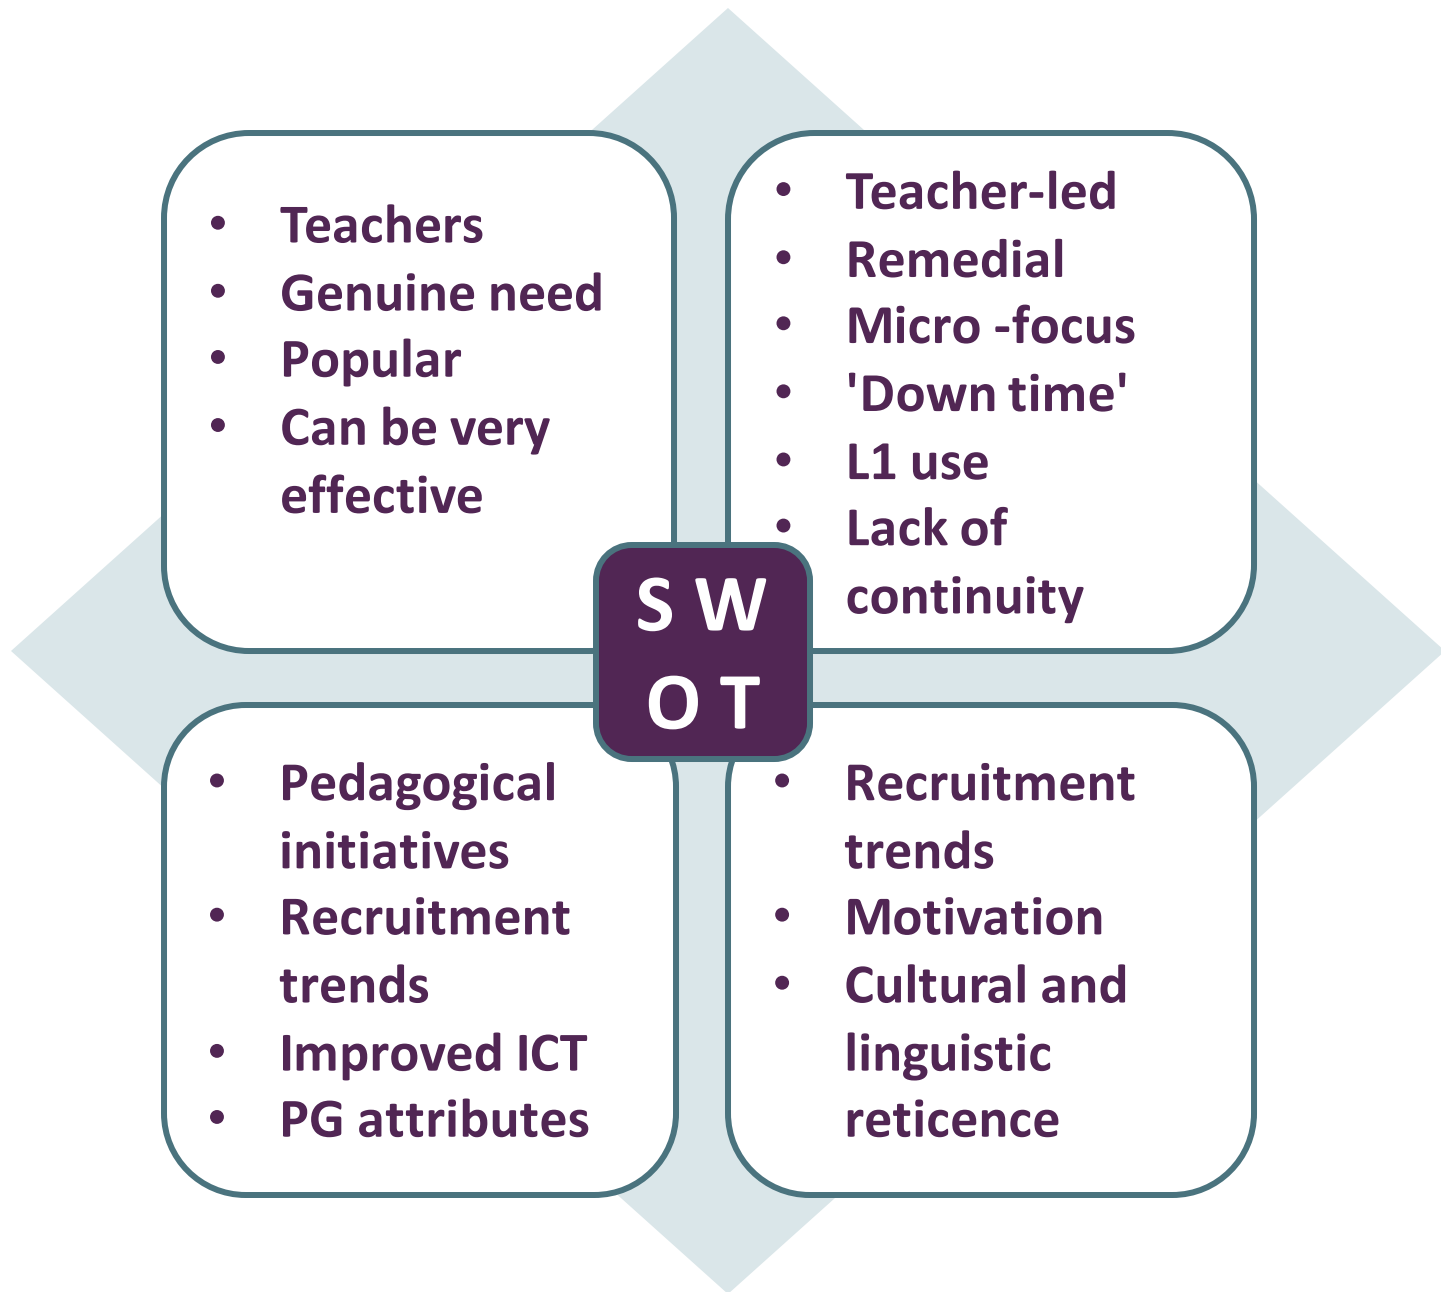 • Teachers
• Genuine need
• Popular
• Can be very
effective
• Teacher-led
• Remedial
• Micro -focus
• 'Down time'
• L1 use
• Lack of
continuity
S W
O T
• Pedagogical
initiatives
• Recruitment
trends
• Improved ICT
• PG attributes
• Recruitment
trends
• Motivation
• Cultural and
linguistic
reticence